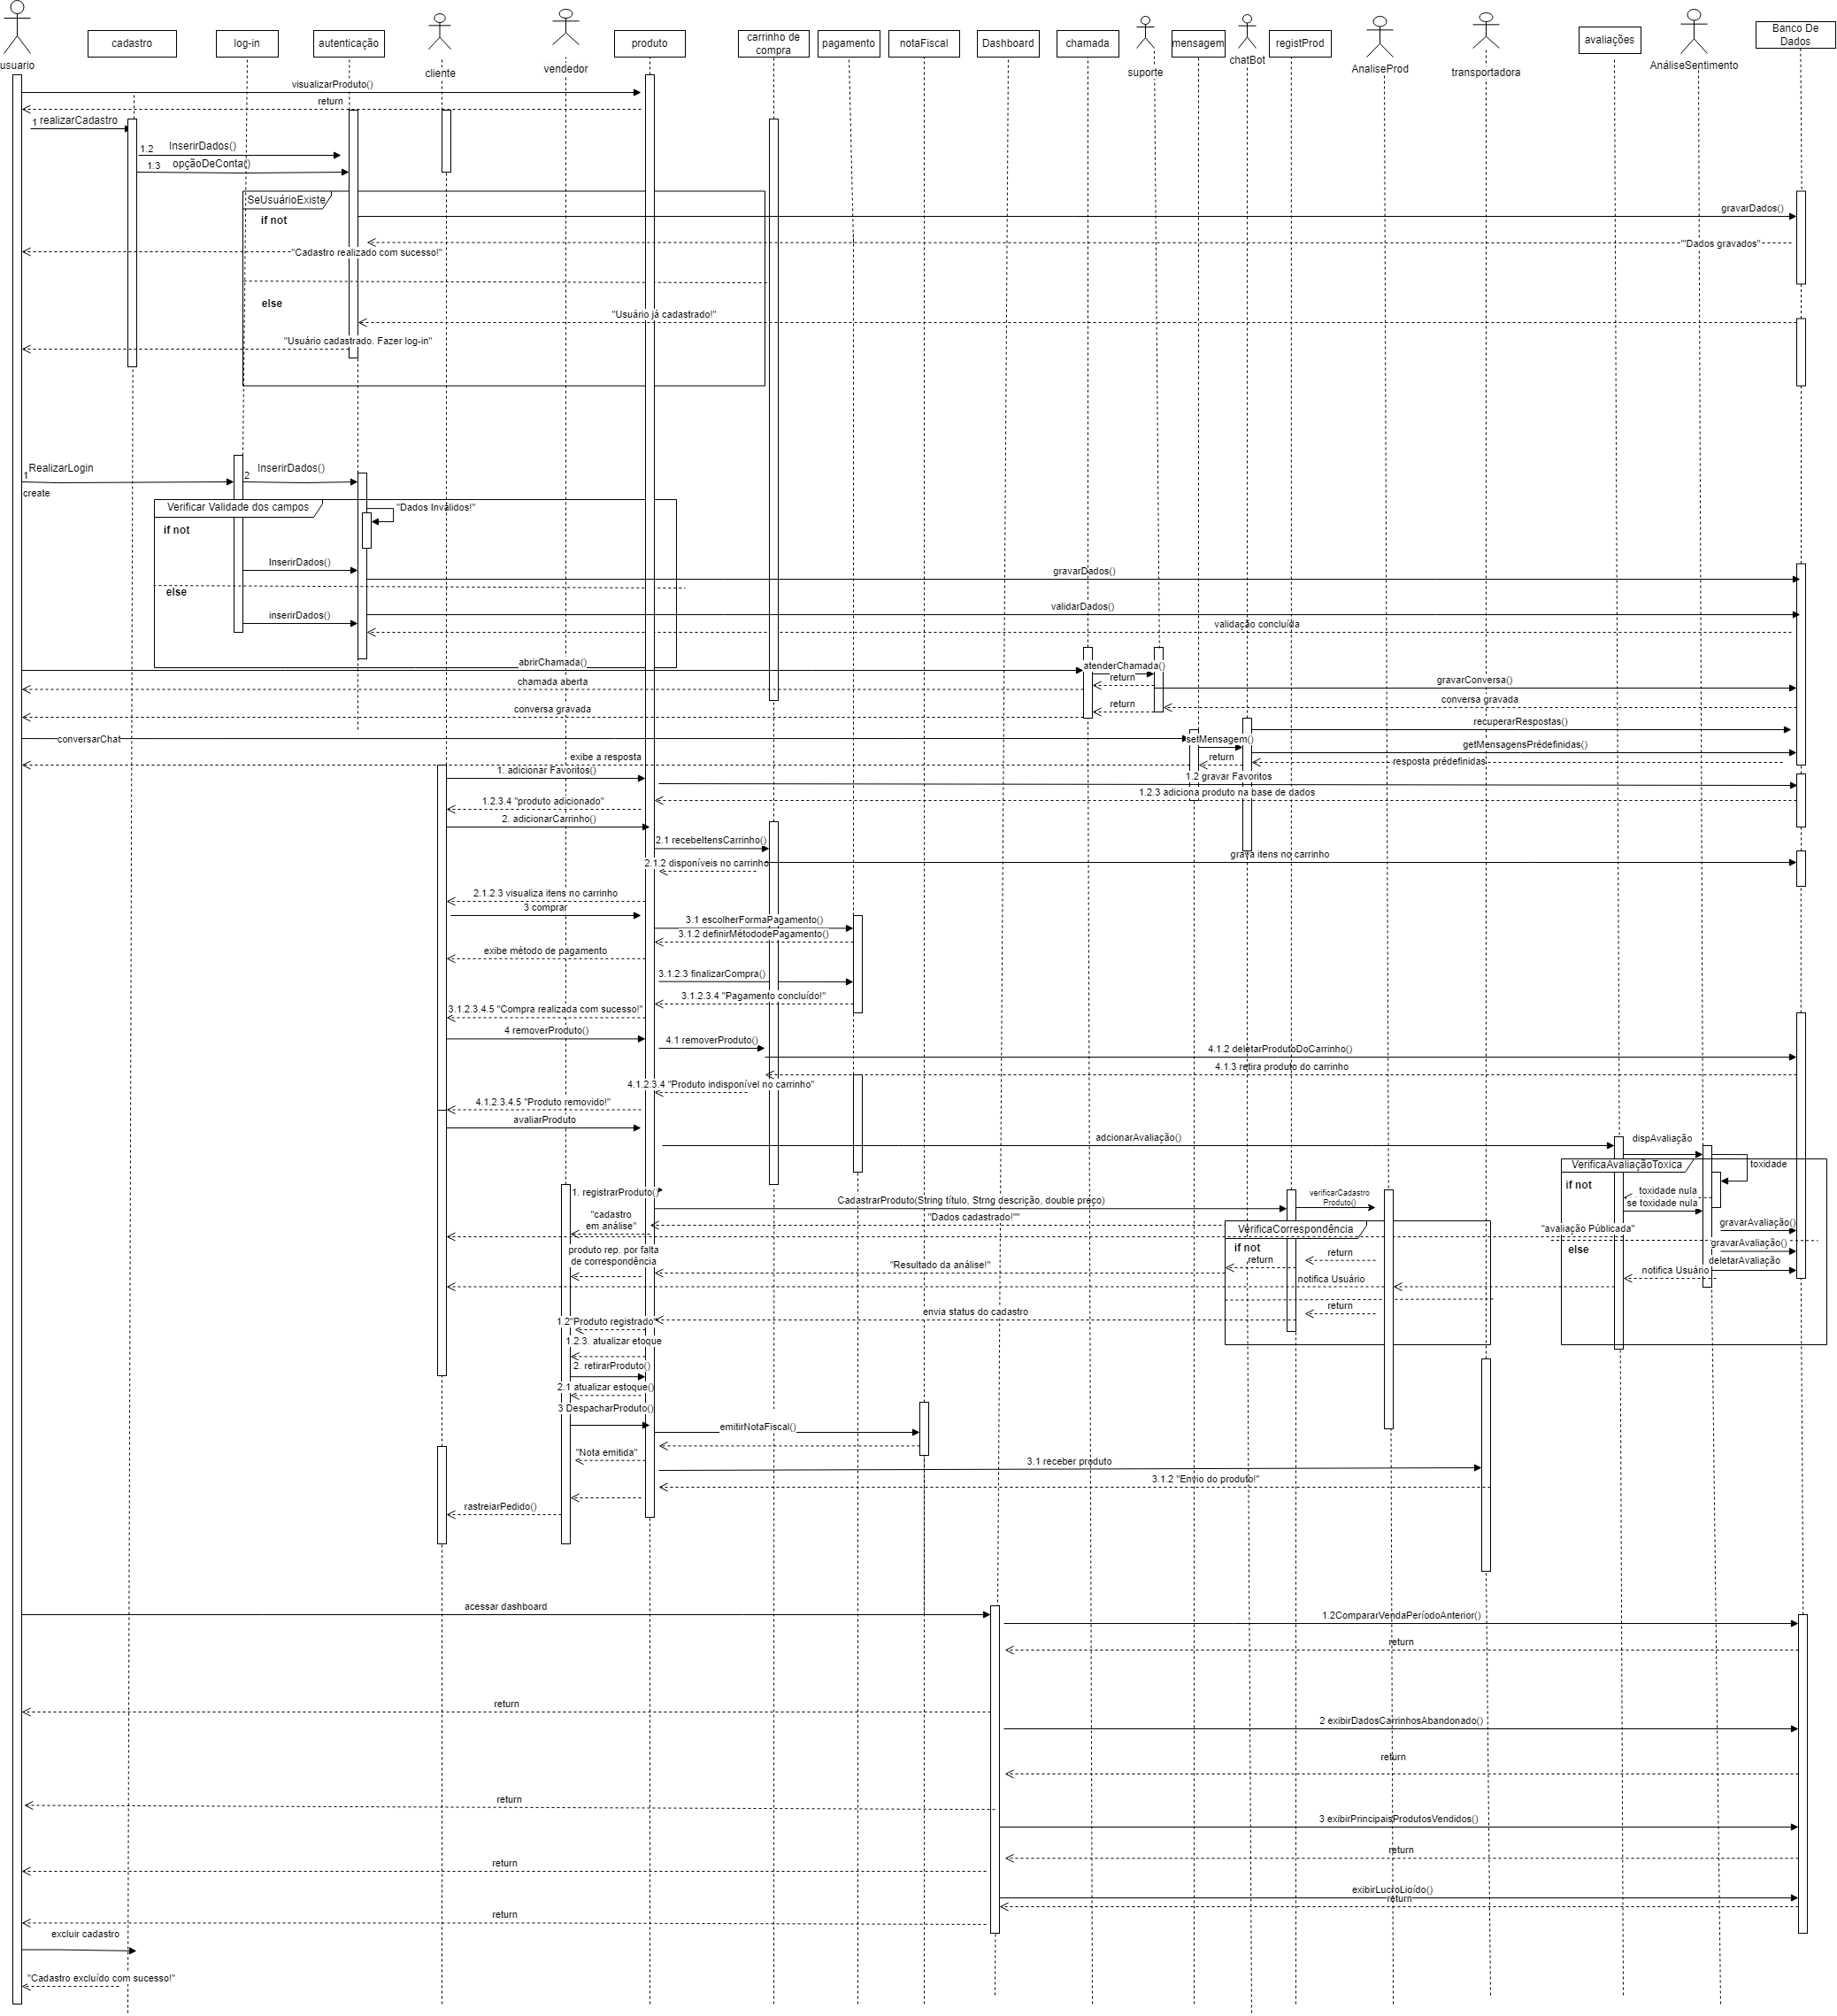 usuario
cadastro
log-in
autenticação
cliente
vendedor
produto
carrinho de
compra
pagamento
notaFiscal
Dashboard
chamada
suporte
mensagem
chatBot
registProd
AnaliseProd
transportadora
avaliações
AnáliseSentimento
Banco De
Dados
visualizarProduto()
return
1 realizarCadastro
1.2 InserirDados()
1.3 opçãoDeConta()
SeUsuárioExiste
if not
gravarDados()
"'Dados gravados"
"Cadastro realizado com sucesso!"
else
"Usuário já cadastrado!"
"Usuário cadastrado. Fazer log-in"
RealizarLogin
1
create
2 InserirDados()
Verificar Validade dos campos
"Dados Inválidos!"
if not
InserirDados()
gravarDados()
else
inserirDados()
validarDados()
validação concluída
abrirChamada()
atenderChamada()
return
chamada aberta
gravarConversa()
conversa gravada
return
conversa gravada
recuperarRespostas()
conversarChat
setMensagem()
getMensagensPrédefinidas()
exibe a resposta
return
resposta prédefinidas
1. adicionar Favoritos()
1.2 gravar Favoritos
1.2.3 adiciona produto na base de dados
1.2.3.4 "produto adicionado"
2. adicionarCarrinho()
2.1 recebeItensCarrinho()
grava itens no carrinho
2.1.2 disponíveis no carrinho
2.1.2.3 visualiza itens no carrinho
3 comprar
3.1 escolherFormaPagamento()
3.1.2 definirMétododePagamento()
exibe método de pagamento
3.1.2.3 finalizarCompra()
3.1.2.3.4 "Pagamento concluído!"
3.1.2.3.4.5 "Compra realizada com sucesso!"
4 removerProduto()
4.1 removerProduto()
4.1.2 deletarProdutoDoCarrinho()
4.1.3 retira produto do carrinho
4.1.2.3.4 "Produto indisponível no carrinho"
4.1.2.3.4.5 "Produto removido!"
avaliarProduto
adcionarAvaliação()
dispAvaliação
VerificaAvaliaçãoToxica
toxidade
if not
toxidade nula
se toxidade nula
1. registrarProduto()
CadastrarProduto(String título, Strng descrição, double preço)
verificarCadastro
Produto()
"cadastro
em análise"
"Dados cadastrado!""
VerificaCorrespondência
"avaliação Públicada"
gravarAvaliação()
if not
else
gravarAvaliação()
produto rep. por falta
de correspondência
return
return
"Resultado da análise!"
deletarAvaliação
notifica Usuário
notifica Usuário
return
envia status do cadastro
1.2"Produto registrado"
1.2.3. atualizar etoque
2. retirarProduto()
2.1 atualizar estoque()
3 DespacharProduto()
emitirNotaFiscal()
"Nota emitida"
3.1 receber produto
3.1.2 "Envio do produto!"
rastreiarPedido()
acessar dashboard
1.2CompararVendaPeríodoAnterior()
return
return
2 exibirDadosCarrinhosAbandonado()
return
return
3 exibirPrincipaisProdutosVendidos()
return
return
exibirLucroLiqído()
return
return
excluir cadastro
"Cadastro excluído com sucesso!"